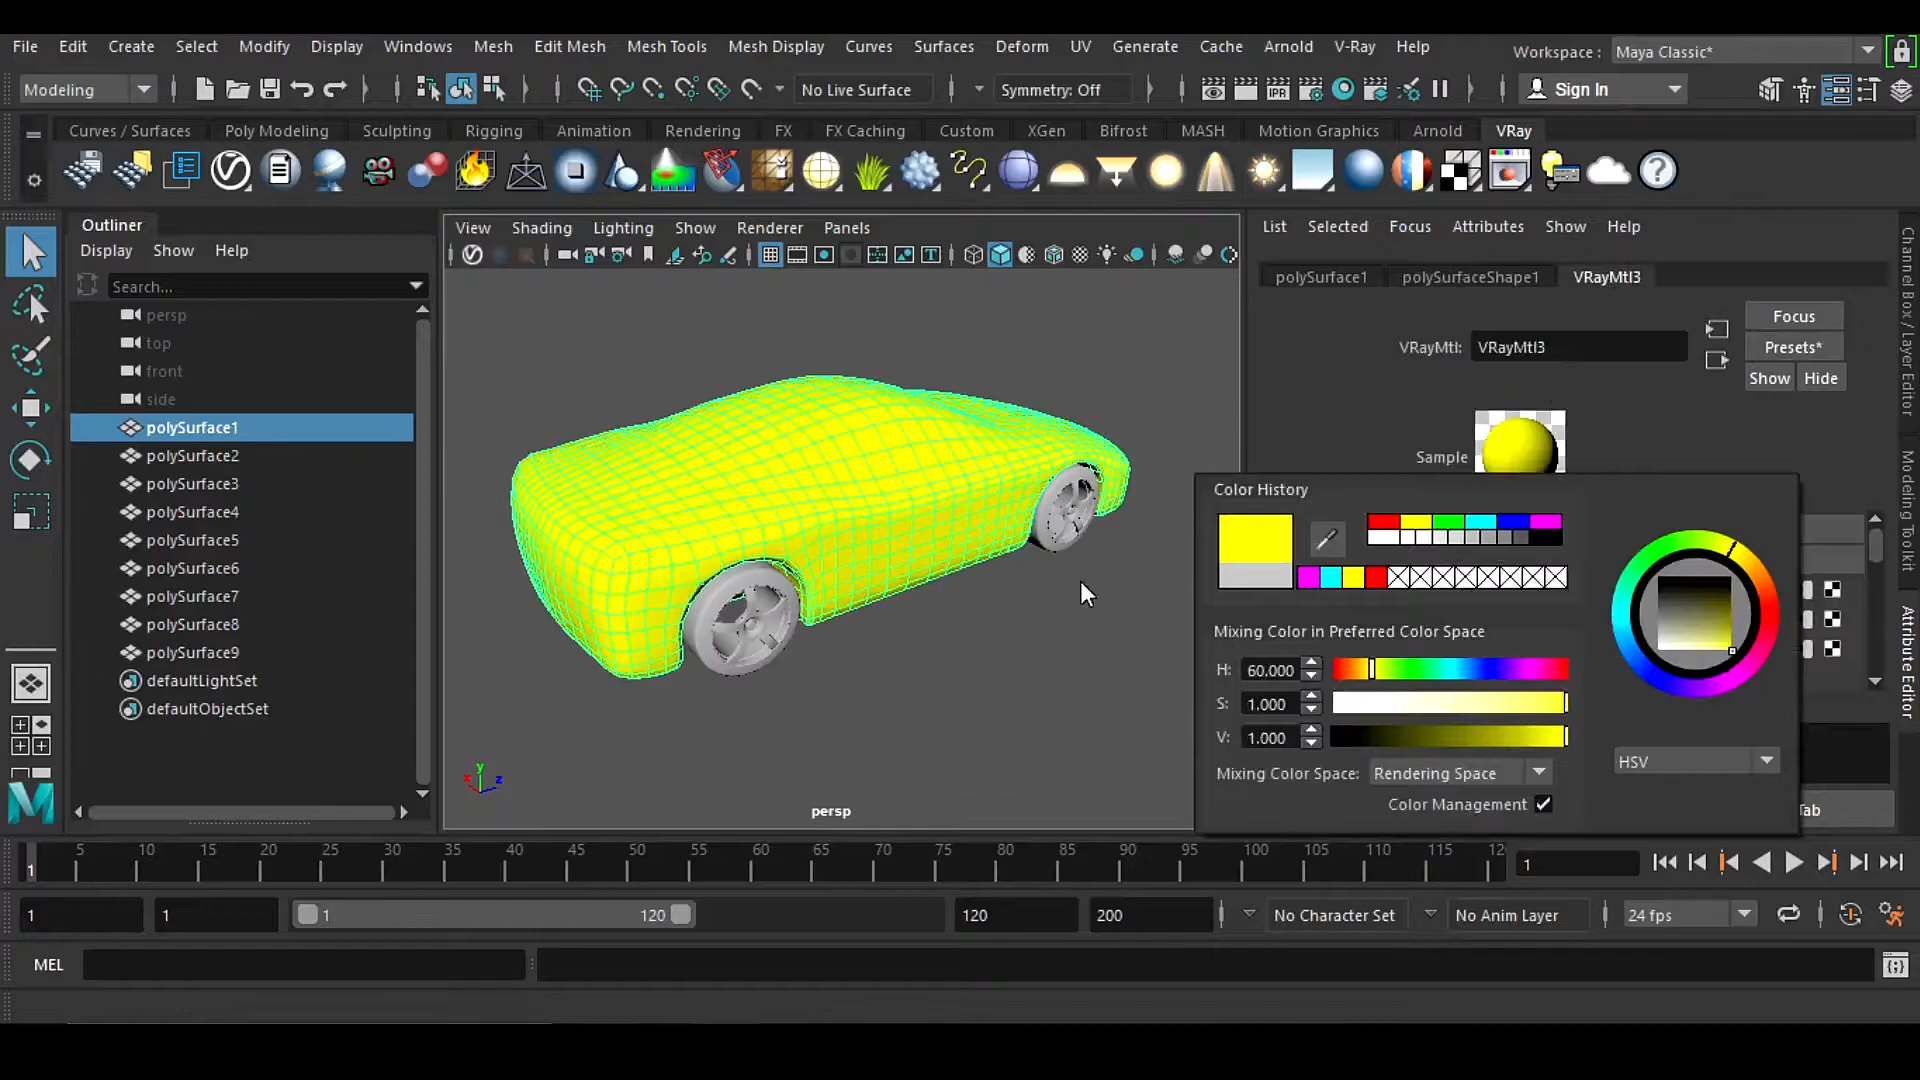 File Edit Create Select Modify Display Windows Mesh Edit Mesh Mesh Tools Mesh Display Curves Surfaces Deform UV Generate Cache Arnold V-Ray Help Workspace : Maya Classic*
Modeling No Live Surface Symmetry: Off IPR Sign In
Curves / Surfaces Poly Modeling Sculpting Rigging Animation Rendering FX FX Caching Custom XGen Bifrost MASH Motion Graphics Arnold VRay
Outliner
Display Show Help
Search...
persp
top
front
side
polySurface1
polySurface2
polySurface3
polySurface4
polySurface5
polySurface6
polySurface7
polySurface8
polySurface9
defaultLightSet
defaultObjectSet
View Shading Lighting Show Renderer Panels
y
x z
persp
List Selected Focus Attributes Show Help
polySurface1 polySurfaceShape1 VRayMtl3
Focus
VRayMtl: VRayMtl3 Presets*
Show Hide
Sample
Color History
Mixing Color in Preferred Color Space
H: 60.000
S: 1.000
V: 1.000
HSV
Mixing Color Space: Rendering Space
Color Management
Tab
Channel Box / Layer Editor
Modeling Toolkit
Attribute Editor
5 10 15 20 25 30 35 40 45 50 55 60 65 70 75 80 85 90 95 100 105 110 115 12
1 1
1 1 1 120 120 200 No Character Set No Anim Layer 24 fps
MEL